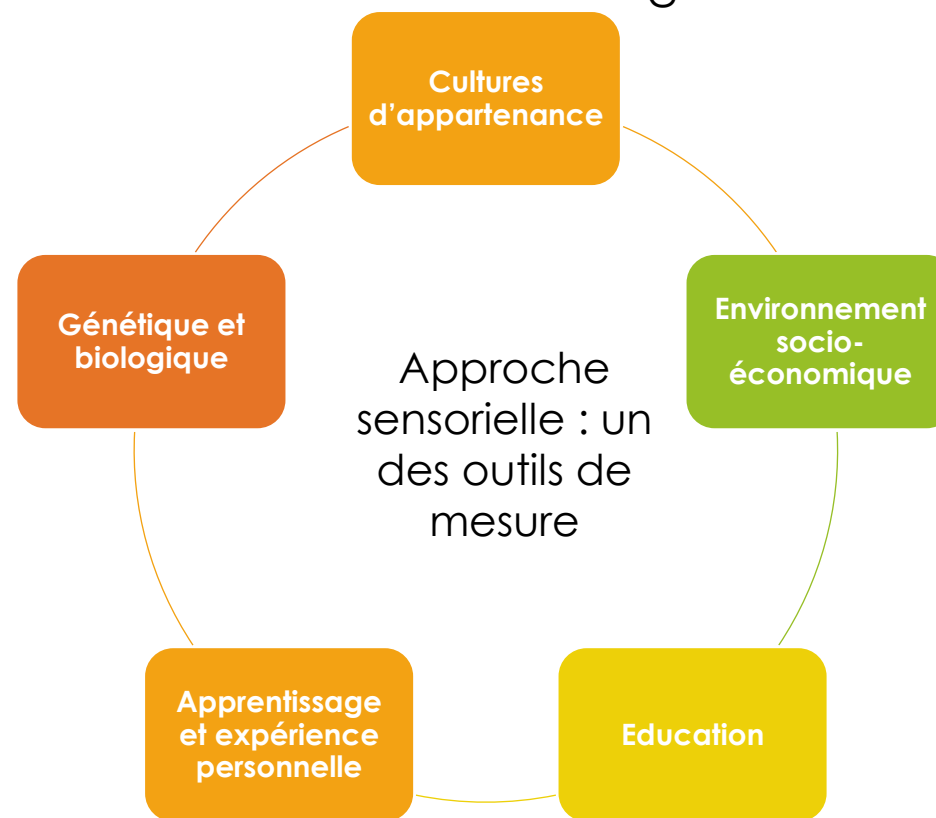 Cultures
d'appartenance
Environnement
socio-
économique
Education
Apprentissage
et expérience
personnelle
Génétique et
biologique
Approche
sensorielle : un
des outils de
mesure